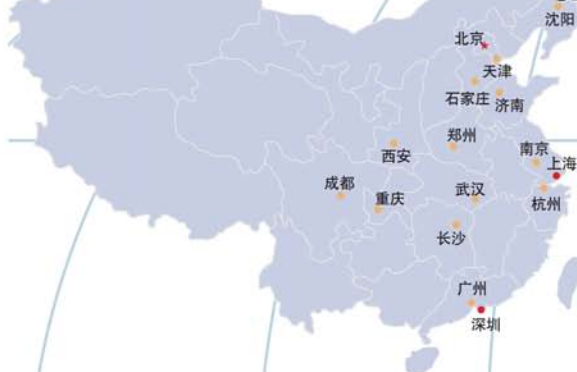 沈阳
北京
天津
石家庄
济南
郑州
西安
南京
上海
成都
重庆
武汉
杭州
长沙
广州
深圳